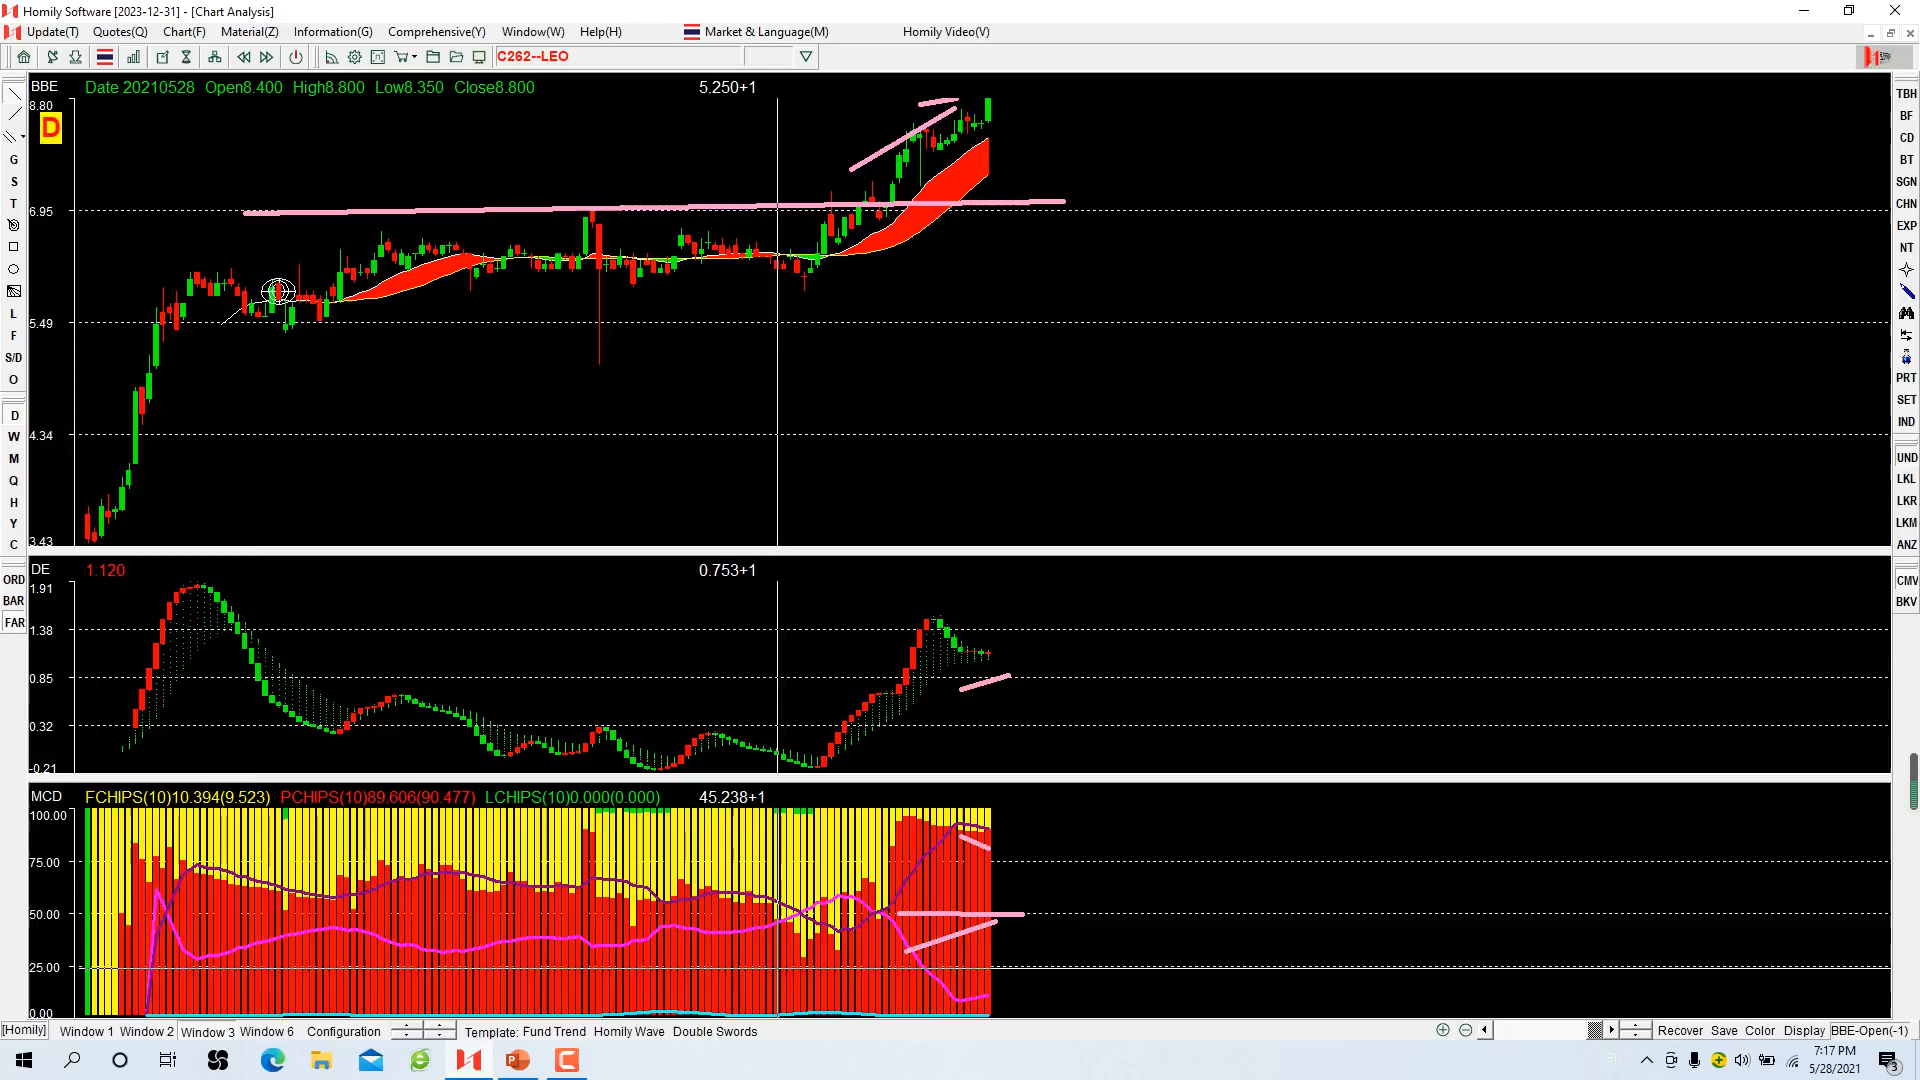 Homily Software [2023-12-31] - [Chart Analysis]
Update(T) Quotes(Q) Chart(F) Material(Z) Information(G) Comprehensive(Y) Window(W) Help(H) Market & Language(M) Homily Video(V)
C262--LEO
BBE Date 20210528 Open8.400 High8.800 Low8.350 Close8.800 5.250+1
8.80
D
6.95
5.49
4.34
3.43
DE 1.120 0.753+1
1.91
1.38
0.85
0.32
-0.21
MCD FCHIPS(10)10.394(9.523) PCHIPS(10)89.606(90.477) LCHIPS(10)0.000(0.000) 45.238+1
100.00
75.00
50.00
25.00
0.00
G
S
T
L
F
S/D
O
D
W
M
Q
H
Y
C
ORD
BAR
FAR
TBH
BF
CD
BT
SGN
CHN
EXP
NT
PRT
SET
IND
UND
LKL
LKR
LKM
ANZ
CMV
BKV
[Homily] Window 1 Window 2 Window 3 Window 6 Configuration Template: Fund Trend Homily Wave Double Swords Recover Save Color Display BBE-Open(-1)
7:17 PM
5/28/2021
3